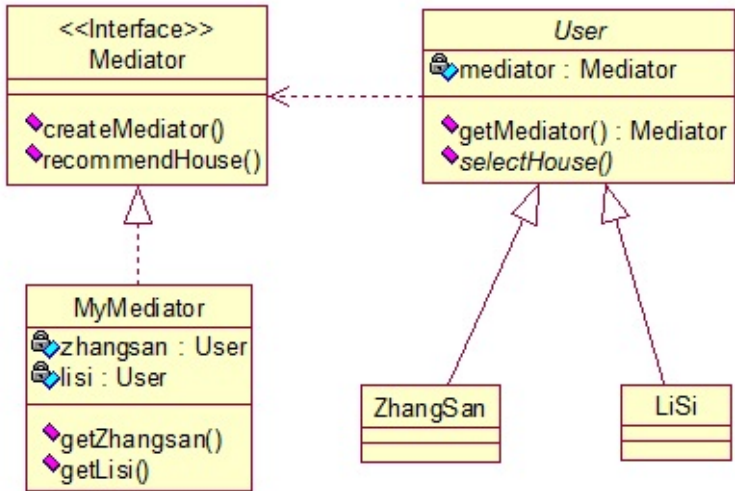 <<Interface>>
Mediator
createMediator()
recommendHouse()
User
mediator : Mediator
getMediator() : Mediator
selectHouse()
MyMediator
zhangsan : User
lisi : User
getZhangsan()
getLisi()
ZhangSan
LiSi